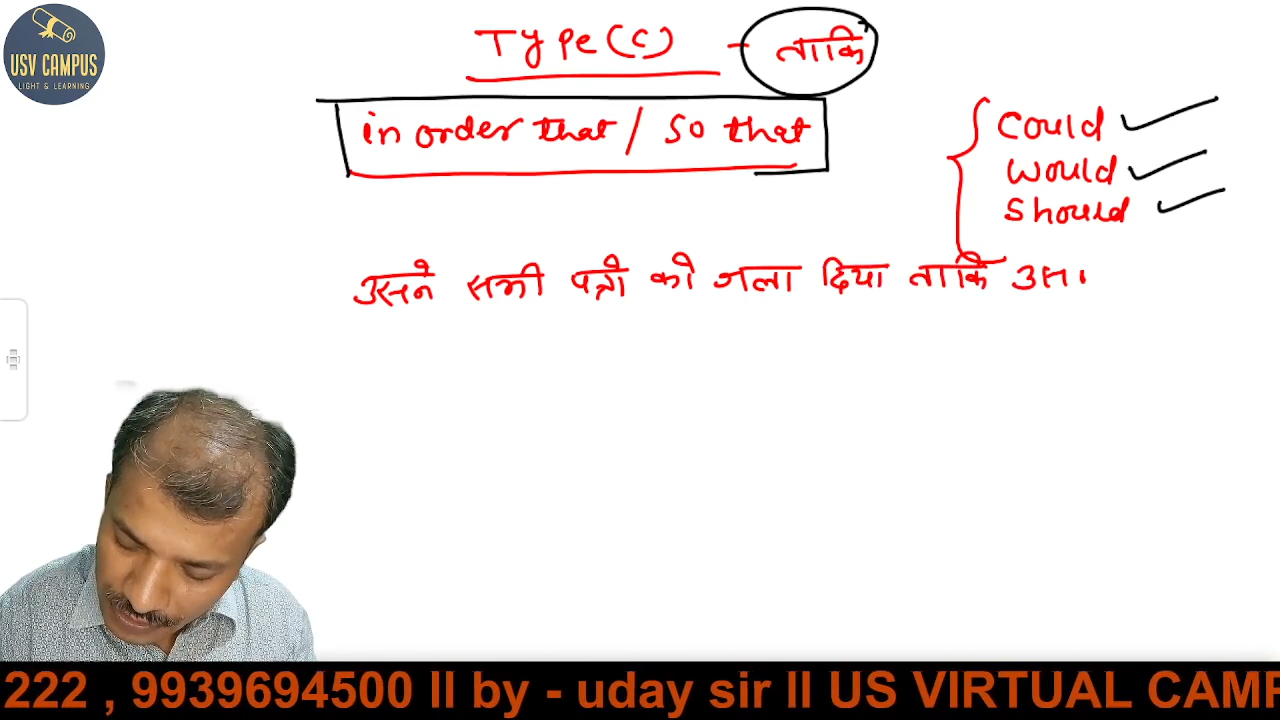 USV CAMPUS
LIGHT & LEARNING
Type (C) - ताकि
in order that / so that
Could
Would
Should
उसने सभी पत्रों को जला दिया ताकि उस
222 , 9939694500 ll by - uday sir ll US VIRTUAL CAMP